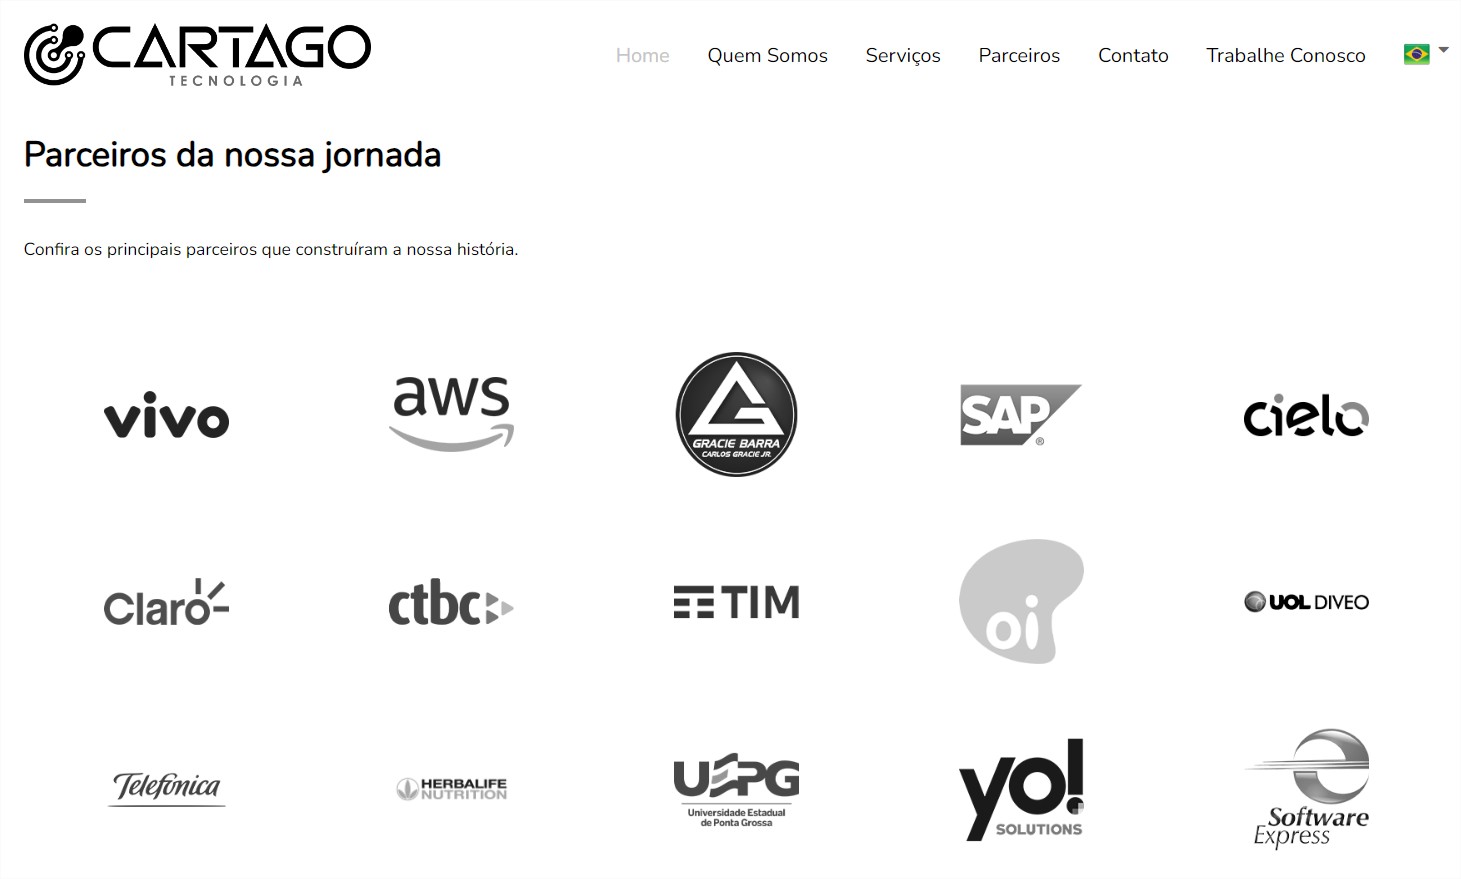 CARTAGO
TECNOLOGIA
Home Quem Somos Serviços Parceiros Contato Trabalhe Conosco
Parceiros da nossa jornada
Confira os principais parceiros que construíram a nossa história.
vivo
aws
GRACIE BARRA
CARLOS GRACIE JR.
SAP®
cielo
Claro
ctbc
TIM
oi
UOL DIVEO
Telefónica
HERBALIFE
NUTRITION
UEPG
Universidade Estadual
de Ponta Grossa
yo!
SOLUTIONS
Software
Express